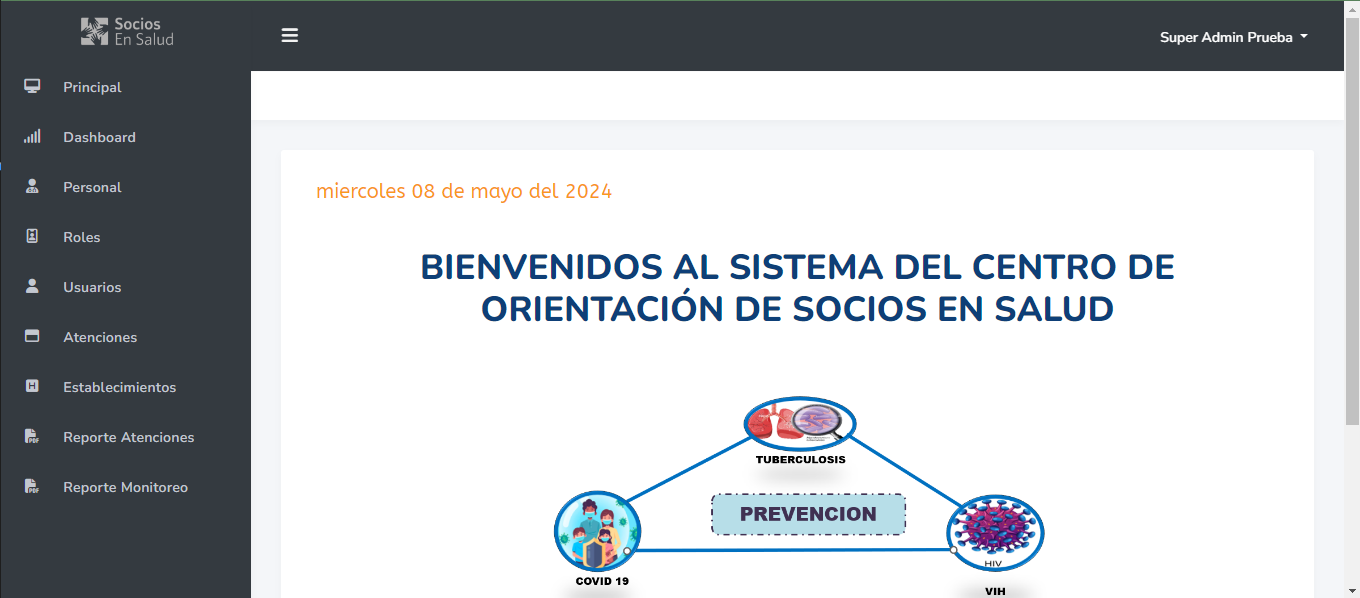 Socios
En Salud
Super Admin Prueba
Principal
Dashboard
Personal
Roles
Usuarios
Atenciones
Establecimientos
Reporte Atenciones
Reporte Monitoreo
miercoles 08 de mayo del 2024
BIENVENIDOS AL SISTEMA DEL CENTRO DE
ORIENTACIÓN DE SOCIOS EN SALUD
TUBERCULOSIS
PREVENCION
COVID 19
HIV
VIH